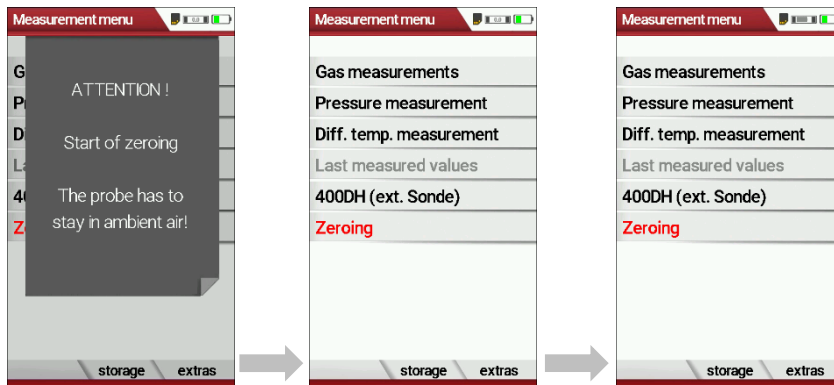 Measurement menu
ATTENTION !
Start of zeroing
The probe has to
stay in ambient air!
storage extras
Measurement menu
Gas measurements
Pressure measurement
Diff. temp. measurement
Last measured values
400DH (ext. Sonde)
Zeroing
storage extras
Measurement menu
Gas measurements
Pressure measurement
Diff. temp. measurement
Last measured values
400DH (ext. Sonde)
Zeroing
storage extras